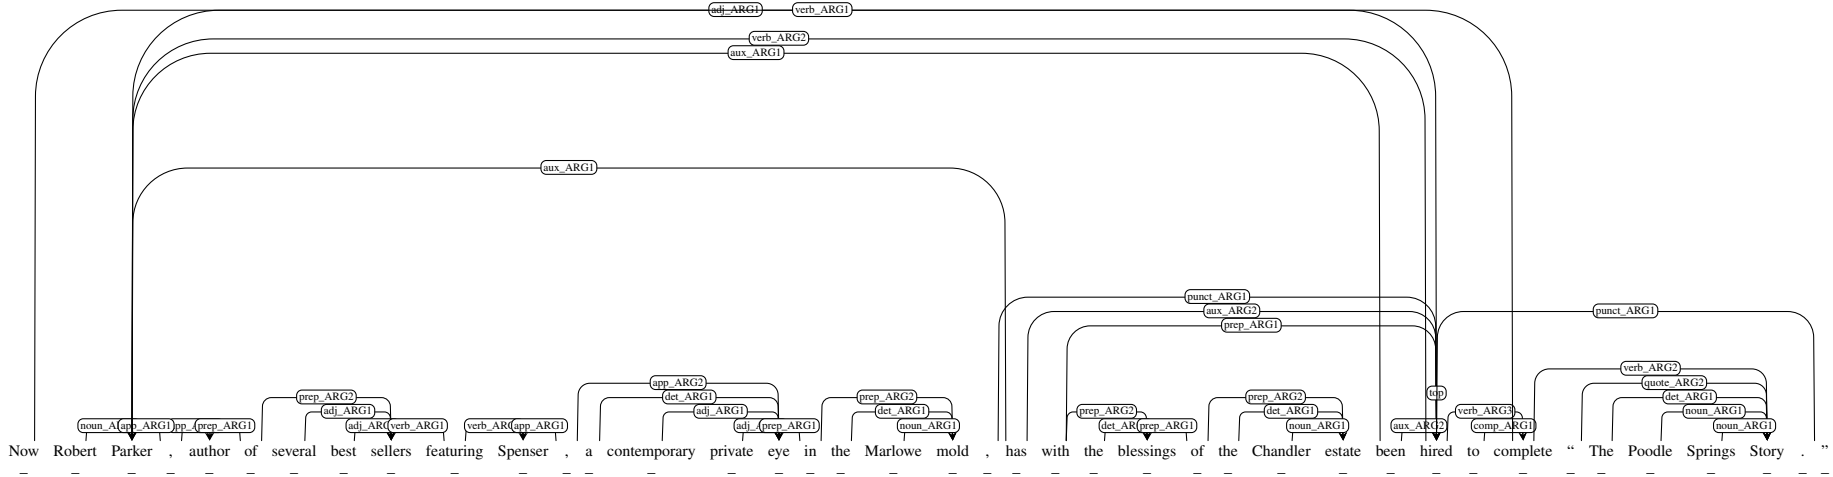 adj_ARG1 verb_ARG1
verb_ARG2
aux_ARG1
aux_ARG1
punct_ARG1
aux_ARG2 punct_ARG1
prep_ARG1
verb_ARG2
app_ARG2 quote_ARG2
top
prep_ARG2 det_ARG1 prep_ARG2 prep_ARG2 det_ARG1
adj_ARG1 adj_ARG1 det_ARG1 prep_ARG2 det_ARG1 verb_ARG3 noun_ARG1
app_ARG1 prep_ARG1 verb_ARG1 app_ARG1 prep_ARG1 noun_ARG1 prep_ARG1 noun_ARG1 aux_ARG2 comp_ARG1 noun_ARG1
Now Robert Parker , author of several best sellers featuring Spenser , a contemporary private eye in the Marlowe mold , has with the blessings of the Chandler estate been hired to complete “ The Poodle Springs Story . ”
_ _ _ _ _ _ _ _ _ _ _ _ _ _ _ _ _ _ _ _ _ _ _ _ _ _ _ _ _ _ _ _ _ _ _ _ _ _ _ _